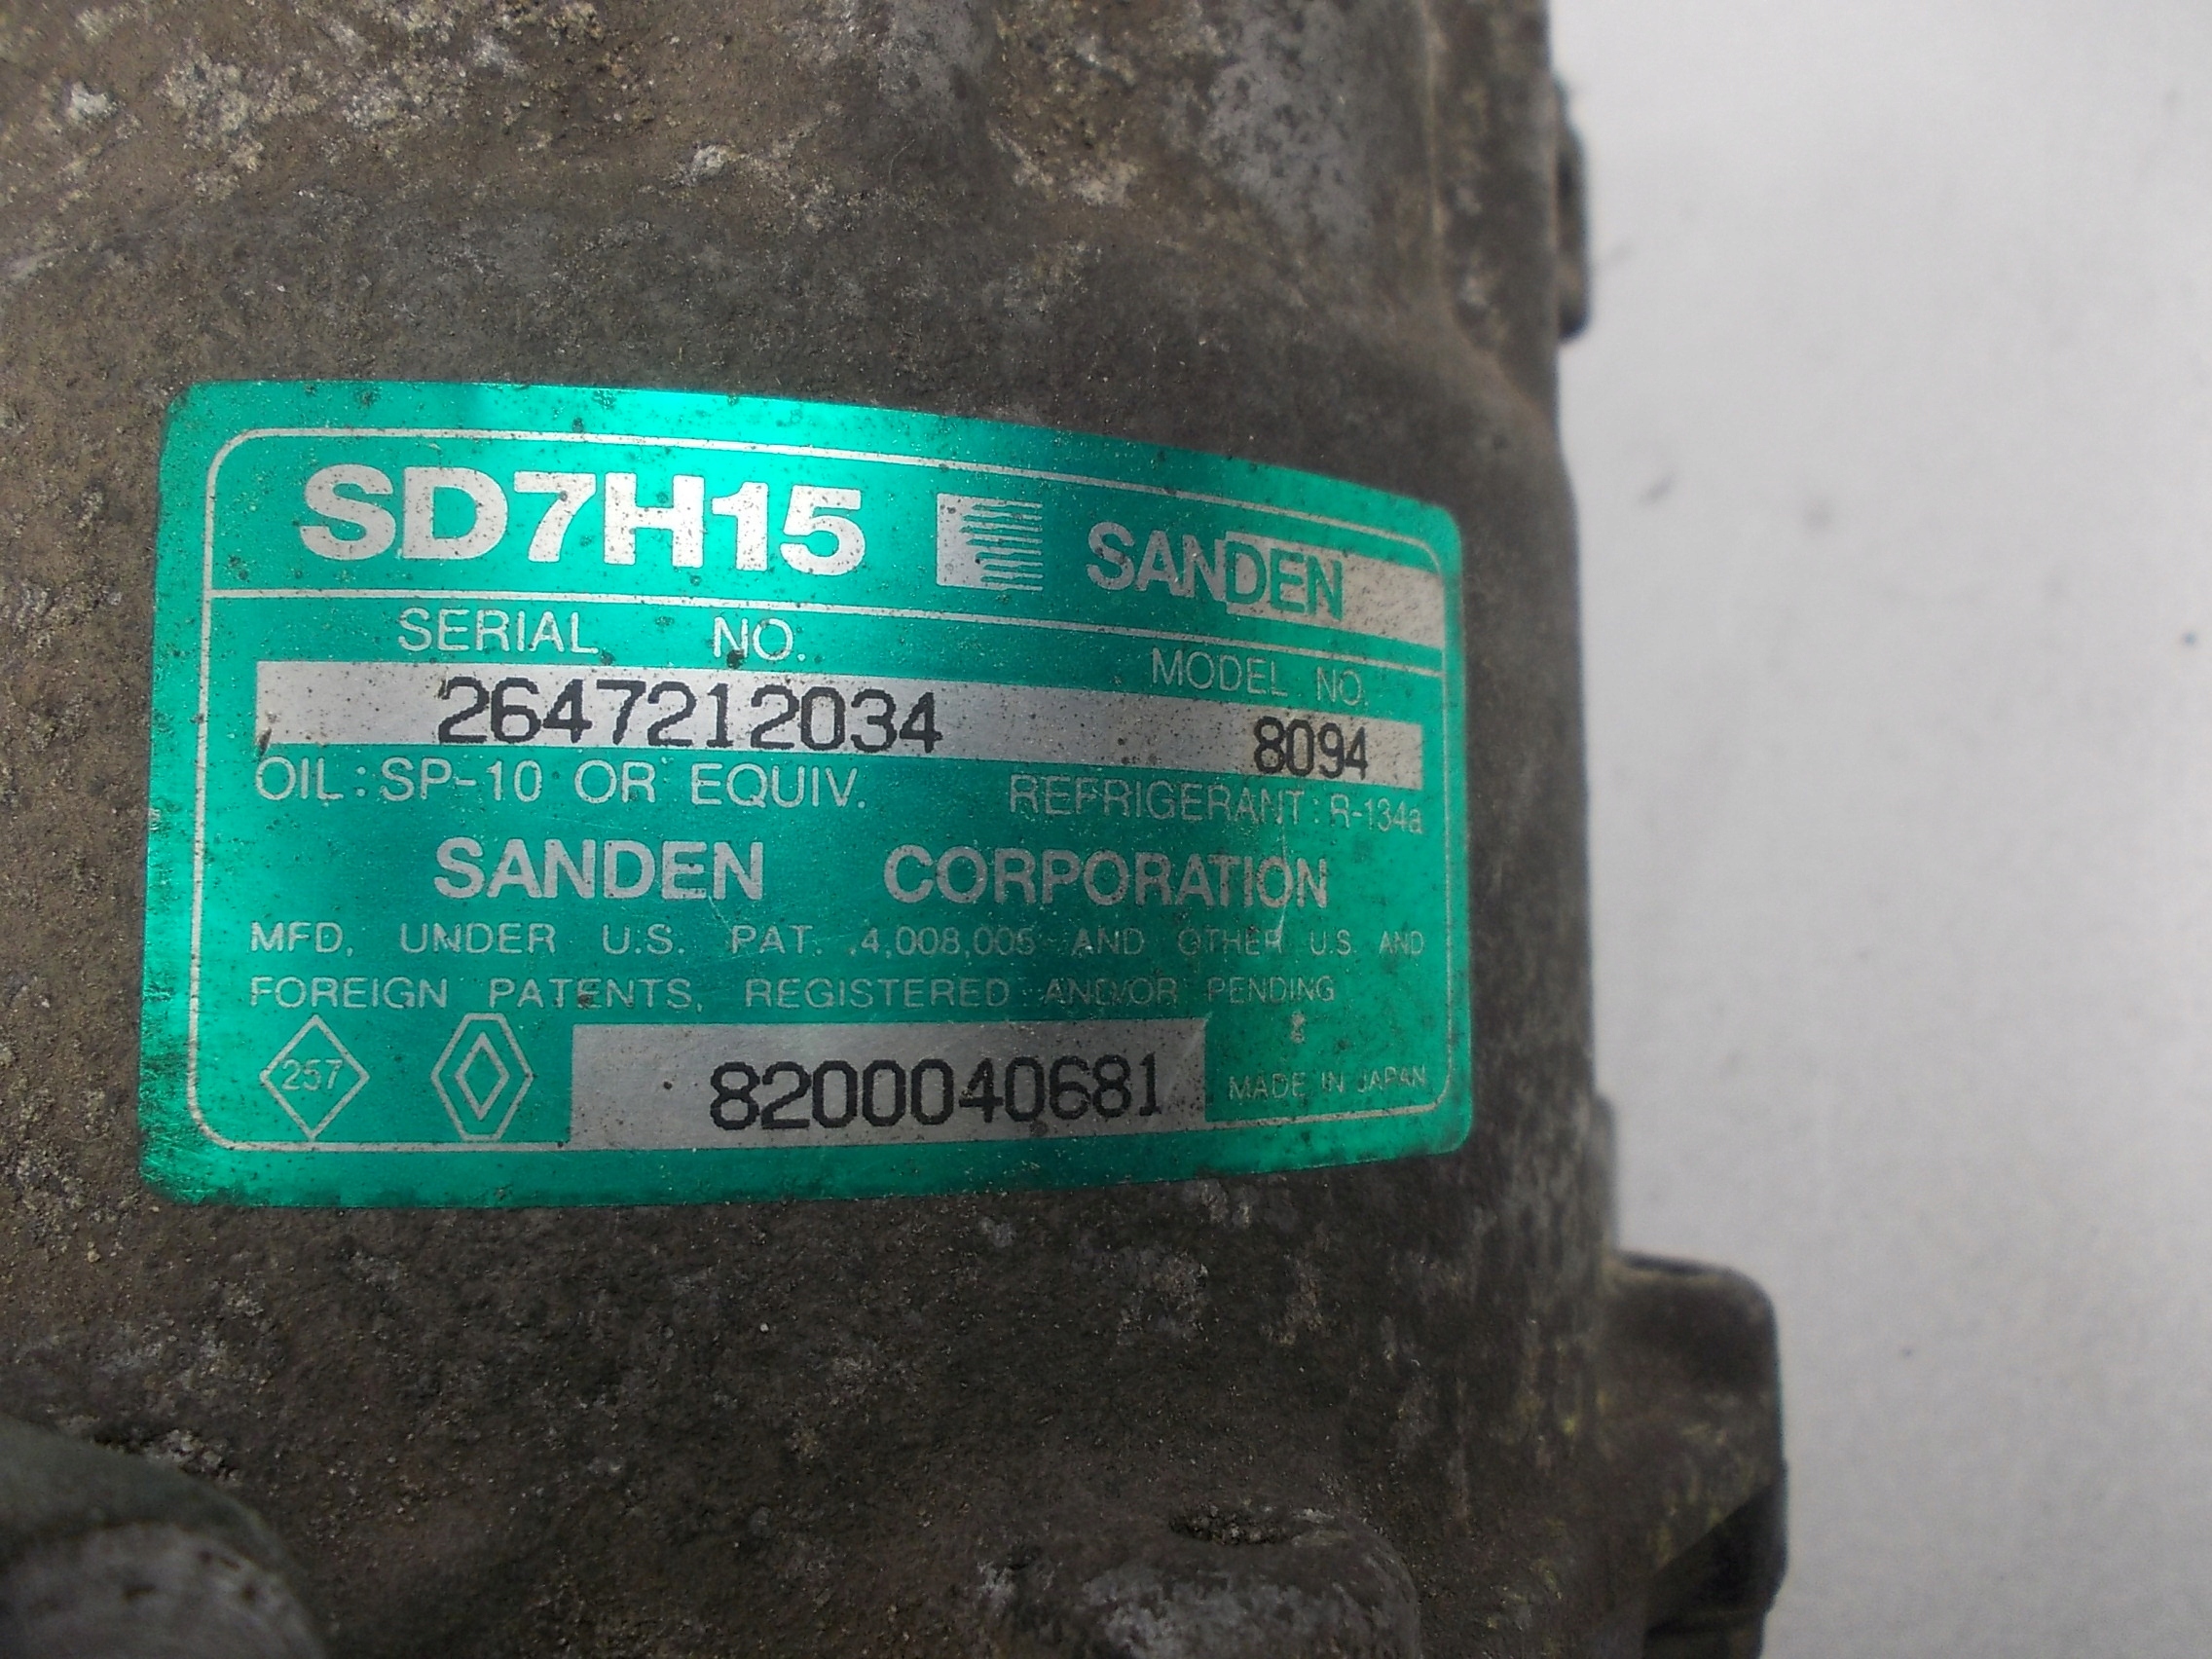 SD7H15 SANDEN
SERIAL NO. MODEL NO.
2647212034 8094
OIL: SP-10 OR EQUIV. REFRIGERANT: R-134a
SANDEN CORPORATION
MFD, UNDER U.S. PAT. 4,008,005 AND OTHER U.S. AND
FOREIGN PATENTS, REGISTERED AND/OR PENDING
257 8200040681 MADE IN JAPAN